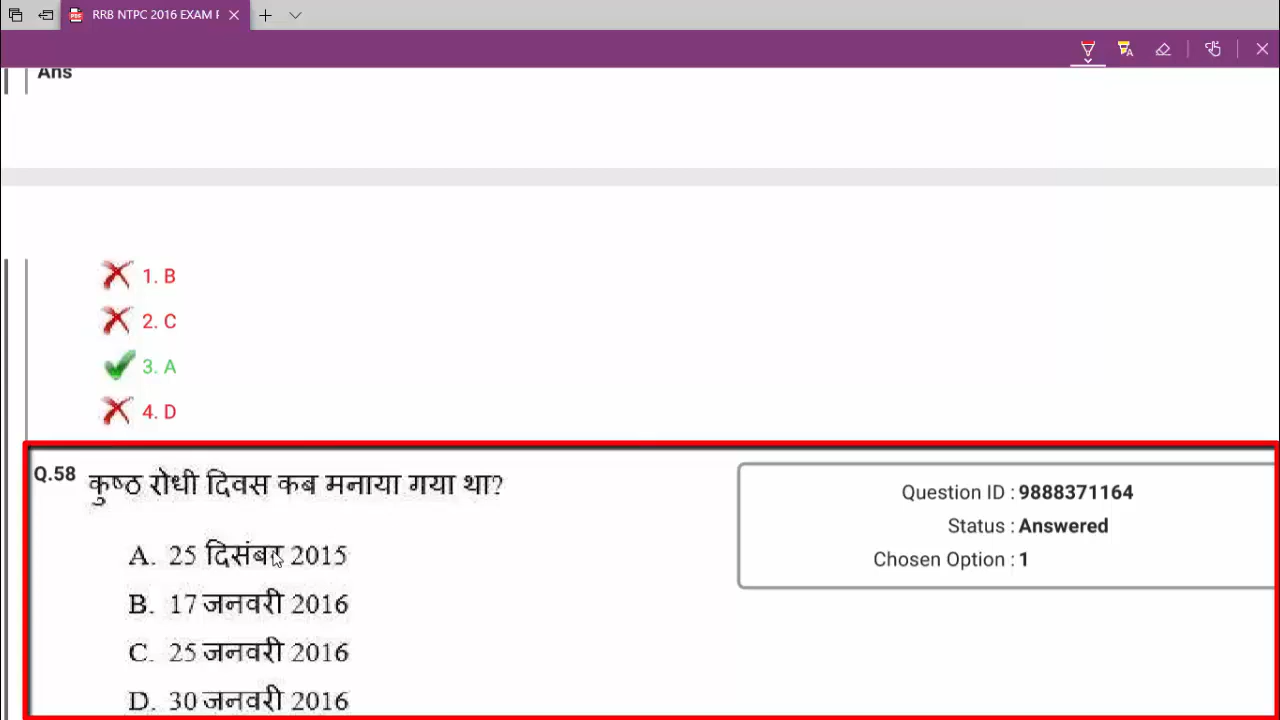 RRB NTPC 2016 EXAM F
Ans
1. B
2. C
3. A
4. D
Q.58 कुष्ठ रोधी दिवस कब मनाया गया था?
Question ID : 9888371164
Status : Answered
Chosen Option : 1
A. 25 दिसंबर 2015
B. 17 जनवरी 2016
C. 25 जनवरी 2016
D. 30 जनवरी 2016